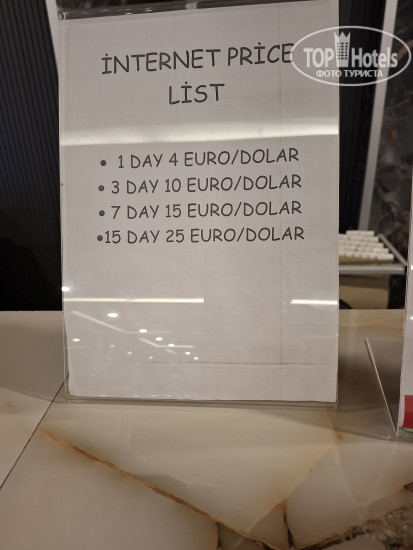 TOP Hotels
ФОТО ТУРИСТА
İNTERNET PRİCE
LİST
• 1 DAY 4 EURO/DOLAR
• 3 DAY 10 EURO/DOLAR
• 7 DAY 15 EURO/DOLAR
•15 DAY 25 EURO/DOLAR